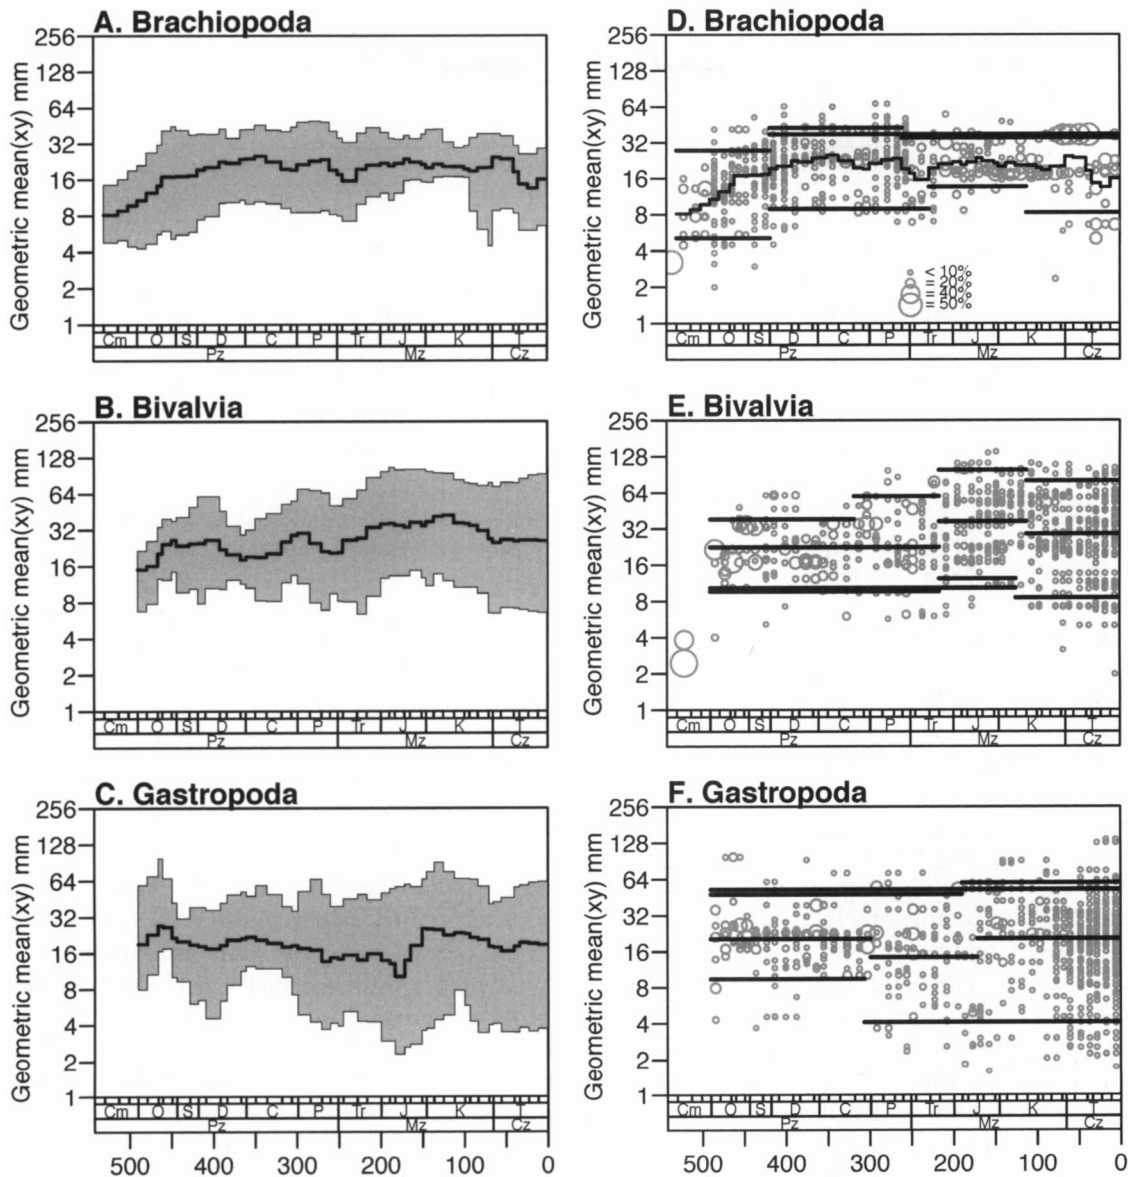 A. Brachiopoda
Geometric mean(xy) mm
256
128
64
32
16
8
4
2
1
Cm O S D C P Tr J K T
Pz Mz Cz
D. Brachiopoda
Geometric mean(xy) mm
256
128
64
32
16
8
4
2
1
< 10%
= 20%
= 40%
= 50%
Cm O S D C P Tr J K T
Pz Mz Cz
B. Bivalvia
Geometric mean(xy) mm
256
128
64
32
16
8
4
2
1
Cm O S D C P Tr J K T
Pz Mz Cz
E. Bivalvia
Geometric mean(xy) mm
256
128
64
32
16
8
4
2
1
Cm O S D C P Tr J K T
Pz Mz Cz
C. Gastropoda
Geometric mean(xy) mm
256
128
64
32
16
8
4
2
1
Cm O S D C P Tr J K T
Pz Mz Cz
500 400 300 200 100 0
F. Gastropoda
Geometric mean(xy) mm
256
128
64
32
16
8
4
2
1
Cm O S D C P Tr J K T
Pz Mz Cz
500 400 300 200 100 0